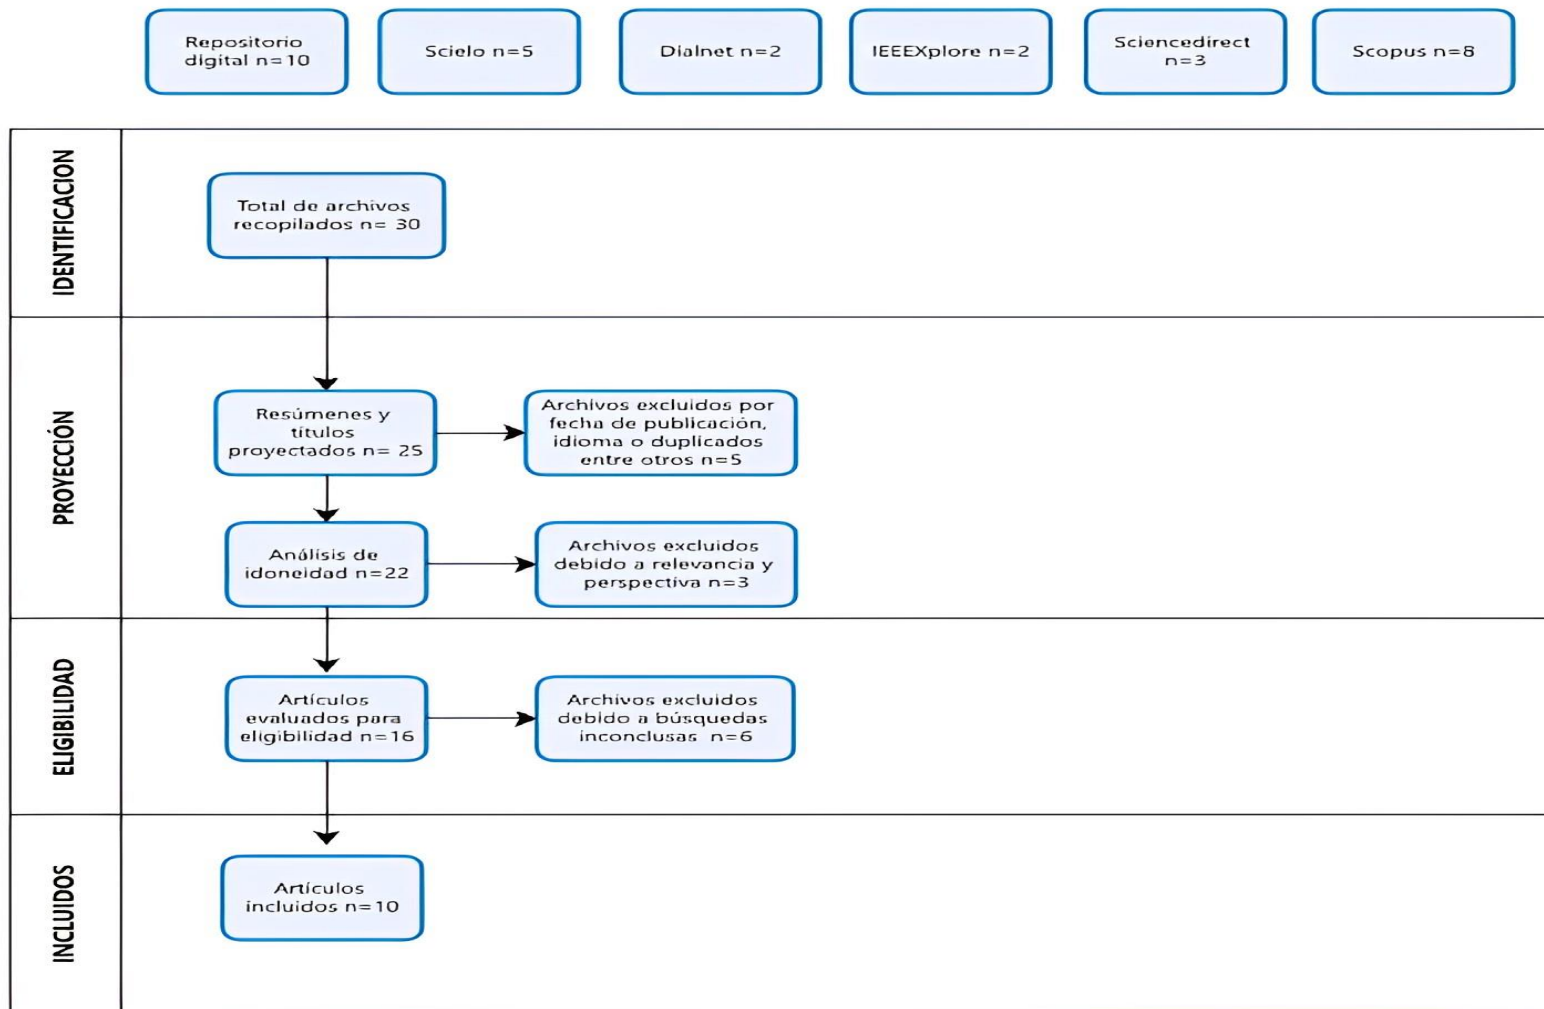 Repositorio
digital n=10
Scielo n=5
Dialnet n=2
IEEEXplore n=2
Sciencedirect
n=3
Scopus n=8
IDENTIFICACION
Total de archivos
recopilados n= 30
PROYECCIÓN
Resúmenes y
títulos
proyectados n= 25
Archivos excluidos por
fecha de publicación,
idioma o duplicados
entre otros n=5
Análisis de
idoneidad n=22
Archivos excluidos
debido a relevancia y
perspectiva n=3
ELIGIBILIDAD
Artículos
evaluados para
eligibilidad n=16
Archivos excluidos
debido a búsquedas
inconclusas n=6
INCLUIDOS
Artículos
incluidos n=10